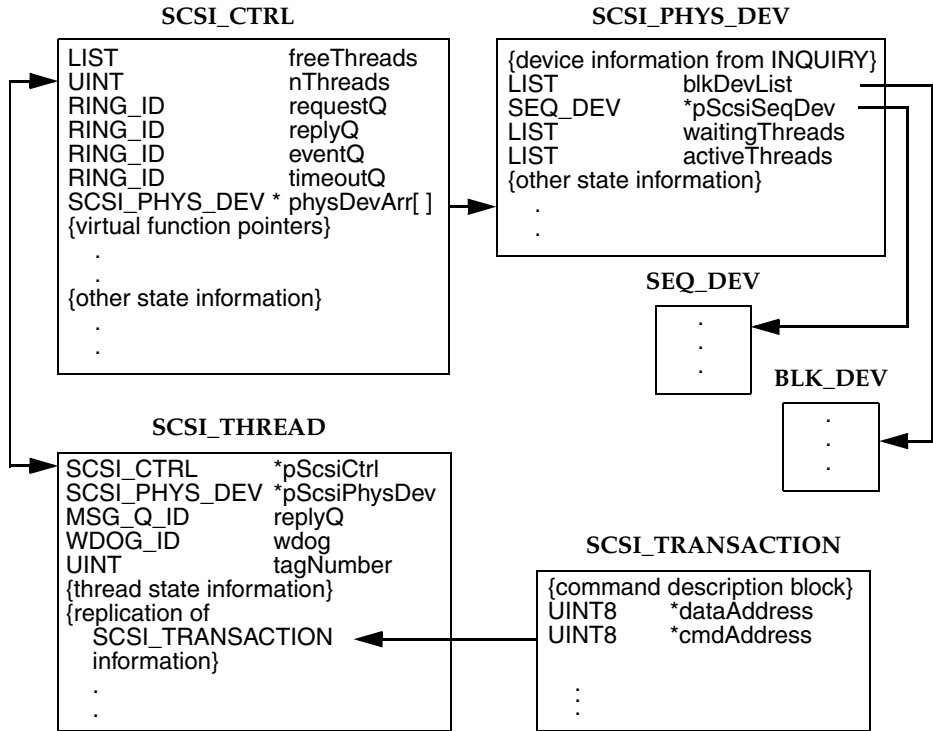 SCSI_CTRL
LIST freeThreads
UINT nThreads
RING_ID requestQ
RING_ID replyQ
RING_ID eventQ
RING_ID timeoutQ
SCSI_PHYS_DEV * physDevArr[ ]
{virtual function pointers}
.
.
{other state information}
.
.
SCSI_PHYS_DEV
{device information from INQUIRY}
LIST blkDevList
SEQ_DEV *pScsiSeqDev
LIST waitingThreads
LIST activeThreads
{other state information}
.
.
SEQ_DEV
.
.
.
BLK_DEV
.
.
.
SCSI_THREAD
SCSI_CTRL *pScsiCtrl
SCSI_PHYS_DEV *pScsiPhysDev
MSG_Q_ID replyQ
WDOG_ID wdog
UINT tagNumber
{thread state information}
{replication of
SCSI_TRANSACTION
information}
.
.
SCSI_TRANSACTION
{command description block}
UINT8 *dataAddress
UINT8 *cmdAddress
.
.
.